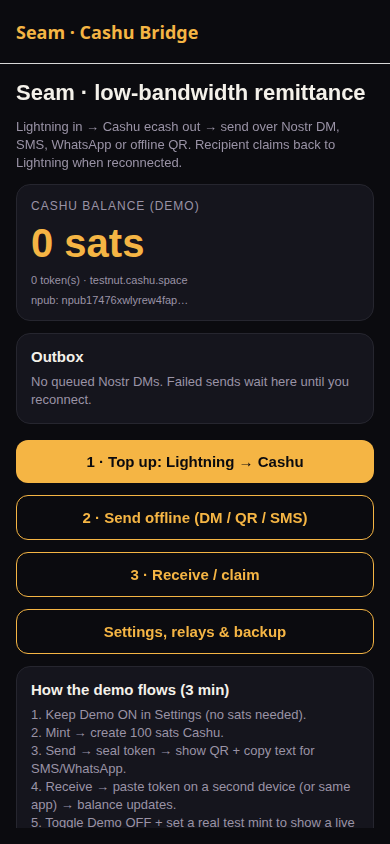 Seam · Cashu Bridge
Seam · low-bandwidth remittance
Lightning in → Cashu ecash out → send over Nostr DM,
SMS, WhatsApp or offline QR. Recipient claims back to
Lightning when reconnected.
CASHU BALANCE (DEMO)
0 sats
0 token(s) · testnut.cashu.space
npub: npub17476xwlyrew4fap…
Outbox
No queued Nostr DMs. Failed sends wait here until you
reconnect.
1 · Top up: Lightning → Cashu
2 · Send offline (DM / QR / SMS)
3 · Receive / claim
Settings, relays & backup
How the demo flows (3 min)
1. Keep Demo ON in Settings (no sats needed).
2. Mint → create 100 sats Cashu.
3. Send → seal token → show QR + copy text for
SMS/WhatsApp.
4. Receive → paste token on a second device (or same
app) → balance updates.
5. Toggle Demo OFF + set a real test mint to show a live